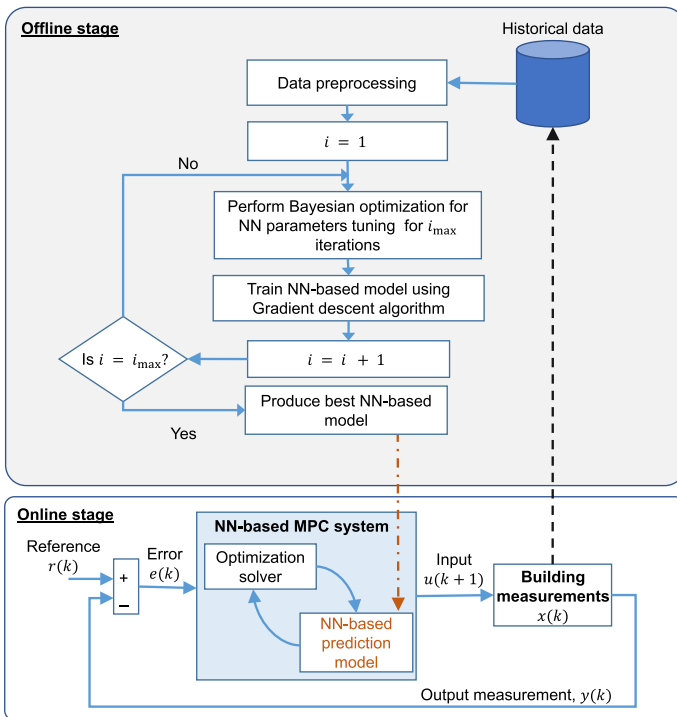 Offline stage
Historical data
Data preprocessing
i = 1
No
Perform Bayesian optimization for
NN parameters tuning for i_max
iterations
Train NN-based model using
Gradient descent algorithm
Is i = i_max?
i = i + 1
Produce best NN-based
model
Yes
Online stage
NN-based MPC system
Reference
r(k)
+
−
Error
e(k)
Optimization
solver
NN-based
prediction
model
Input
u(k + 1)
Building
measurements
x(k)
Output measurement, y(k)